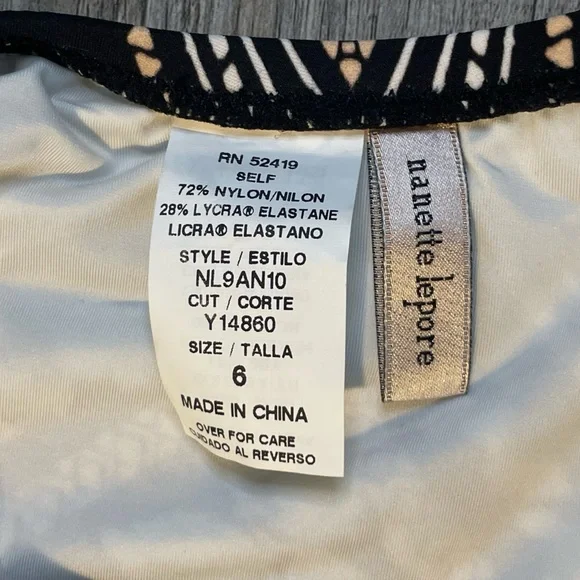 RN 52419
SELF
72% NYLON/NILON
28% LYCRA® ELASTANE
LICRA® ELASTANO
STYLE / ESTILO
NL9AN10
CUT / CORTE
Y14860
SIZE / TALLA
6
MADE IN CHINA
OVER FOR CARE
CUIDADO AL REVERSO
nanette lepore